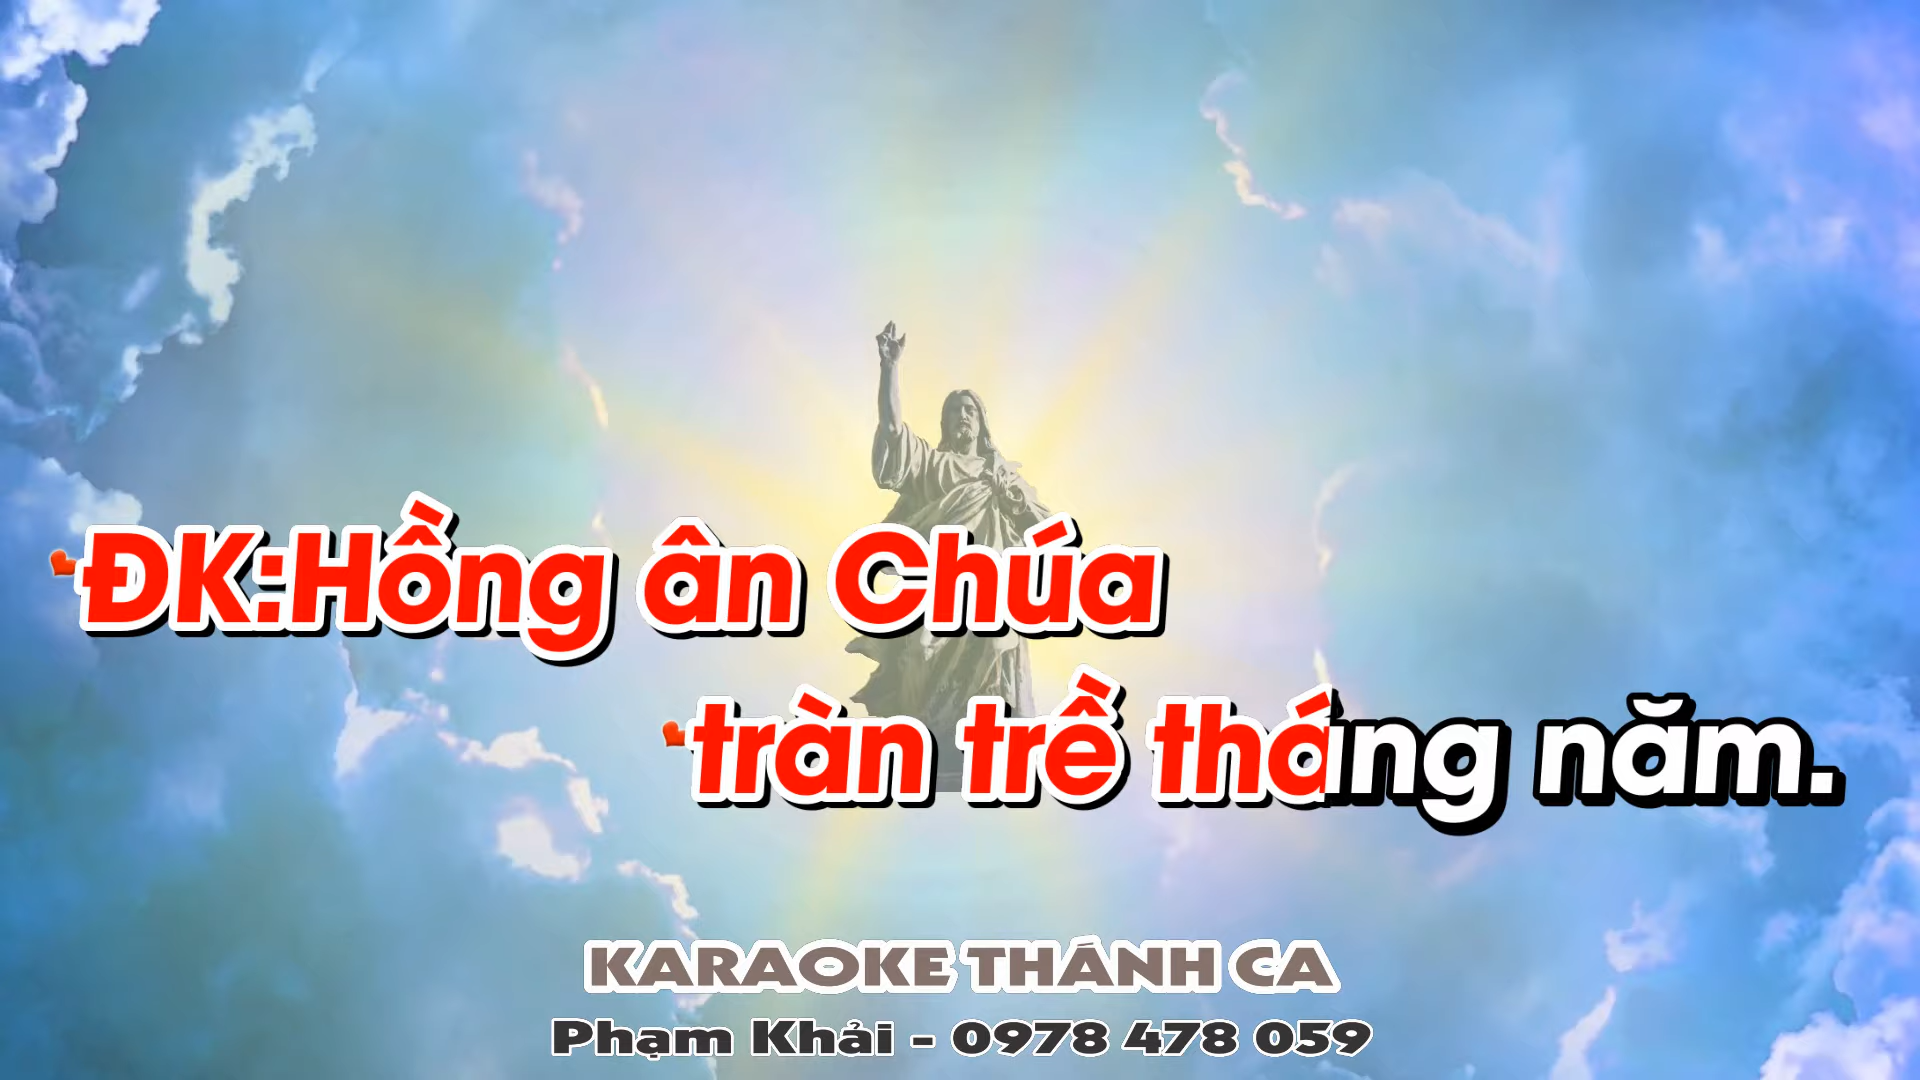 ĐK:Hồng ân Chúa
tràn trề tháng năm.
KARAOKE THÁNH CA
Phạm Khải - 0978 478 059